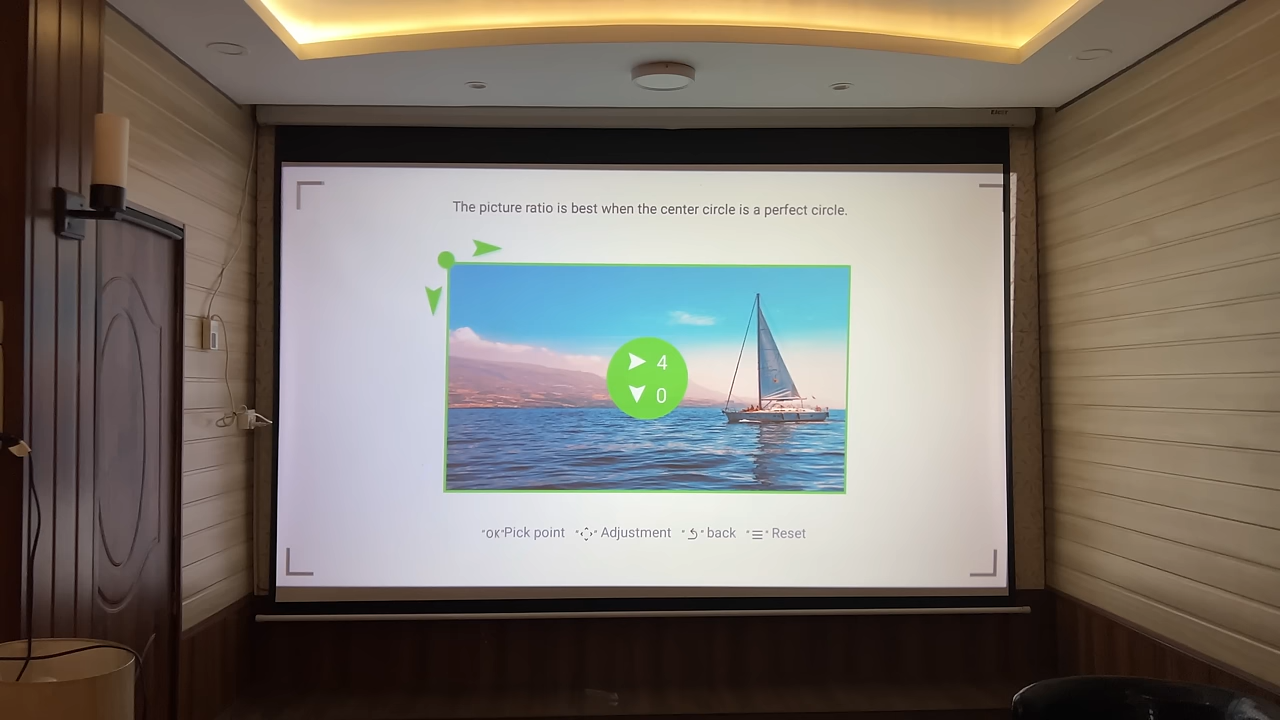 The picture ratio is best when the center circle is a perfect circle.
4
0
"OK"Pick point "" Adjustment "" back "" Reset